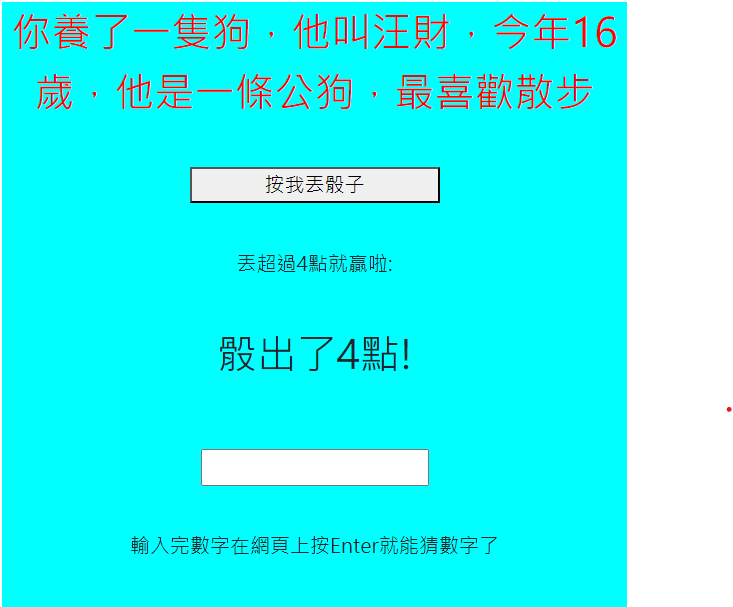 你養了一隻狗，他叫汪財，今年16
歲，他是一條公狗，最喜歡散步
按我丟骰子
丟超過4點就贏啦:
骰出了4點!
輸入完數字在網頁上按Enter就能猜數字了